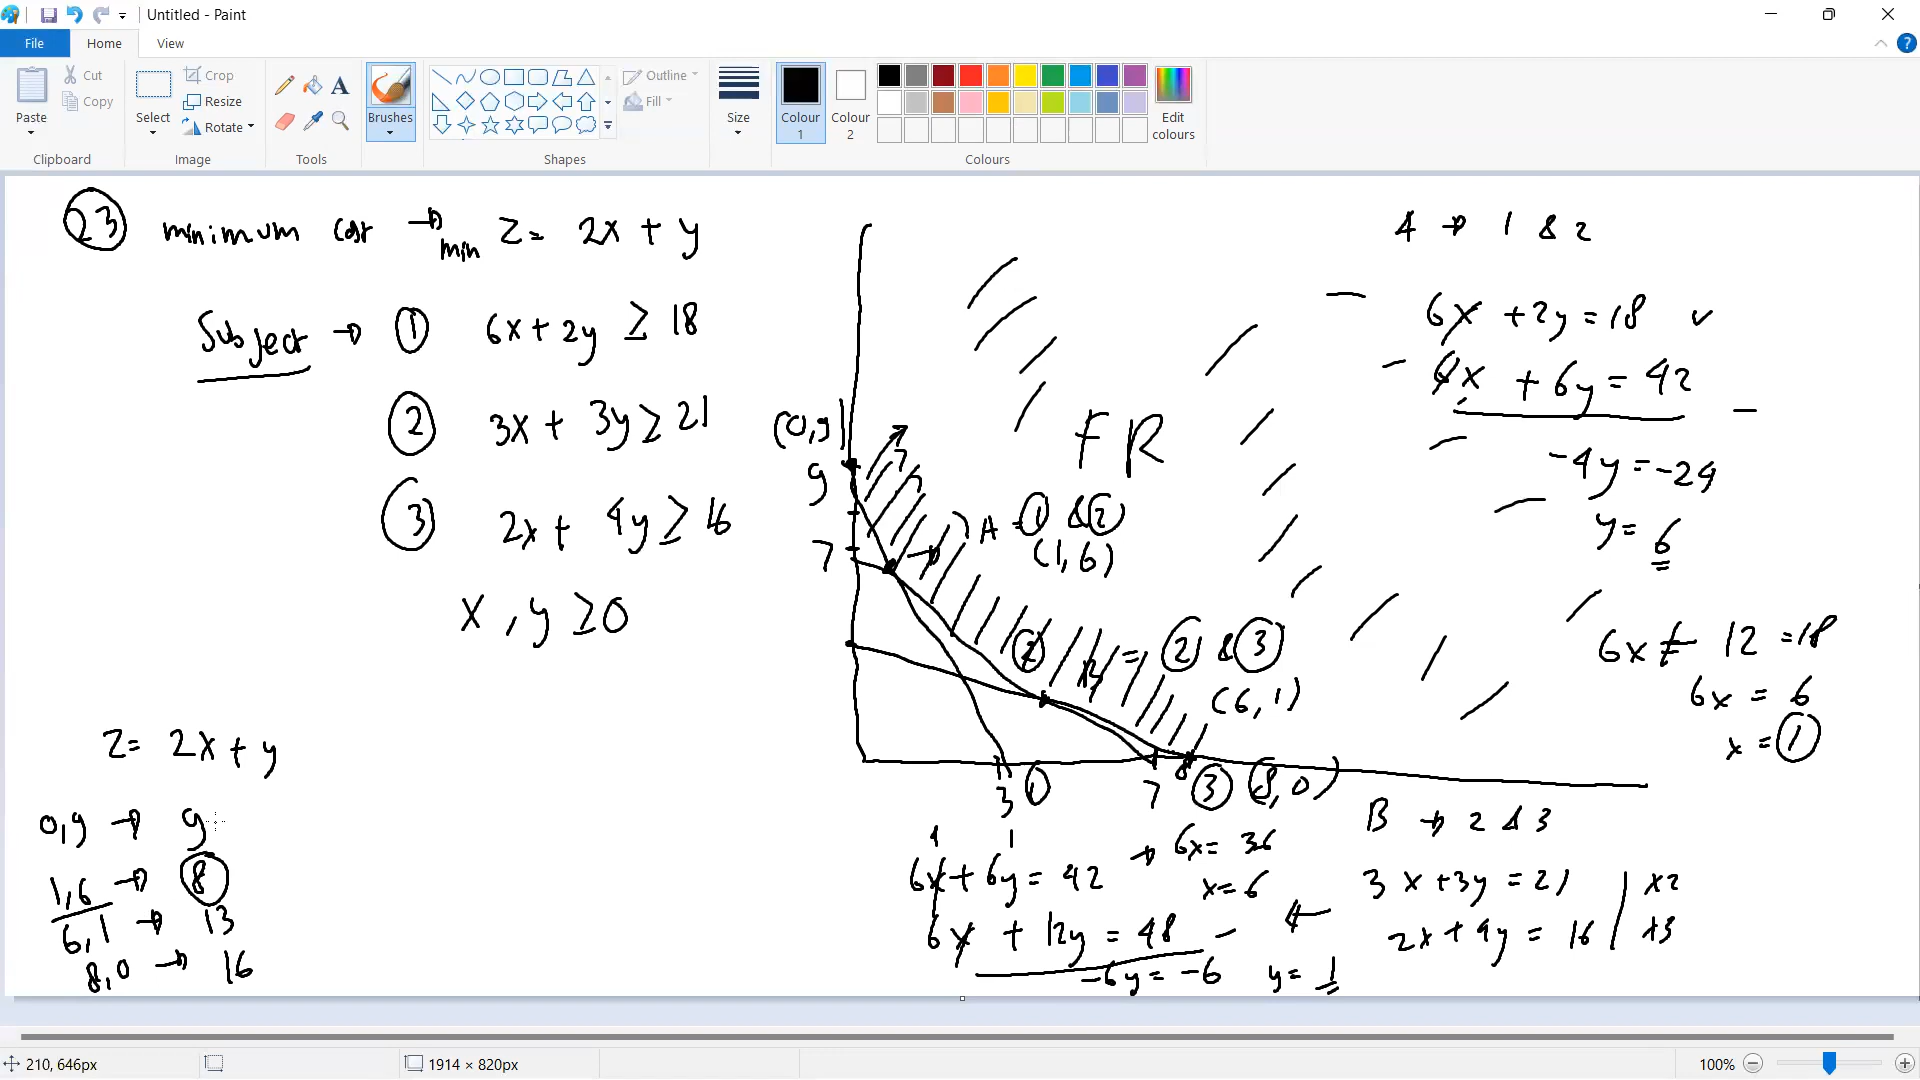 Untitled - Paint
File Home View
Paste
Cut
Copy
Clipboard
Select
Crop
Resize
Rotate
Image
Tools
Brushes
Outline
Fill
Shapes
Size
Colour 1
Colour 2
Edit colours
Colours
23 minimum cost → min Z = 2x + y
Subject → ① 6x + 2y ≥ 18
② 3x + 3y ≥ 21
③ 2x + 4y ≥ 16
x , y ≥ 0
Z = 2x + y
0,9 → 9
1,6 → 8
6,1 → 13
8,0 → 16
(0,9)
9
7
FR
A = ① & ②
(1,6)
②
= ② & ③
(6,1)
3 ①
7
8
③ (8,0)
A → 1 & 2
6x + 2y = 18 ✓
6x + 6y = 42
-4y = -24
y = 6
6x + 12 = 18
6x = 6
x = 1
B → 2 & 3
3x + 3y = 21 | x2
2x + 4y = 16 | x3
6x + 6y = 42 → 6x = 36
x = 6
6x + 12y = 48 -
-6y = -6 y = 1
210, 646px
1914 × 820px
100%